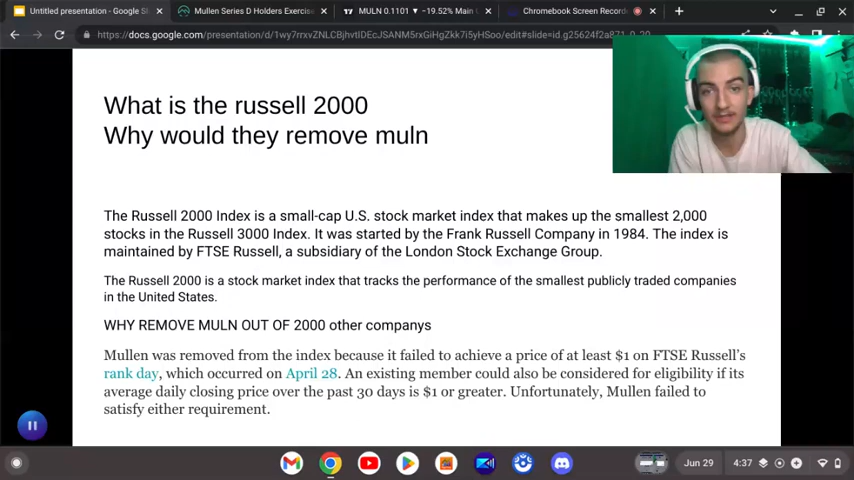 Untitled presentation - Google Sl
Mullen Series D Holders Exercise
MULN 0.1101 ▼ −19.52% Main C
Chromebook Screen Record
https://docs.google.com/presentation/d/
What is the russell 2000
Why would they remove muln
The Russell 2000 Index is a small-cap U.S. stock market index that makes up the smallest 2,000
stocks in the Russell 3000 Index. It was started by the Frank Russell Company in 1984. The index is
maintained by FTSE Russell, a subsidiary of the London Stock Exchange Group.
The Russell 2000 is a stock market index that tracks the performance of the smallest publicly traded companies
in the United States.
WHY REMOVE MULN OUT OF 2000 other companys
Mullen was removed from the index because it failed to achieve a price of at least $1 on FTSE Russell's
rank day, which occurred on April 28. An existing member could also be considered for eligibility if its
average daily closing price over the past 30 days is $1 or greater. Unfortunately, Mullen failed to
satisfy either requirement.
Jun 29
4:37